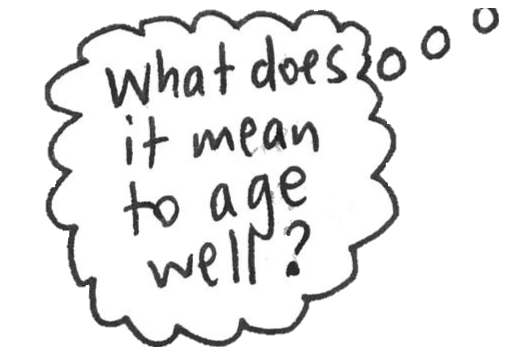 What does
it mean
to age
well?